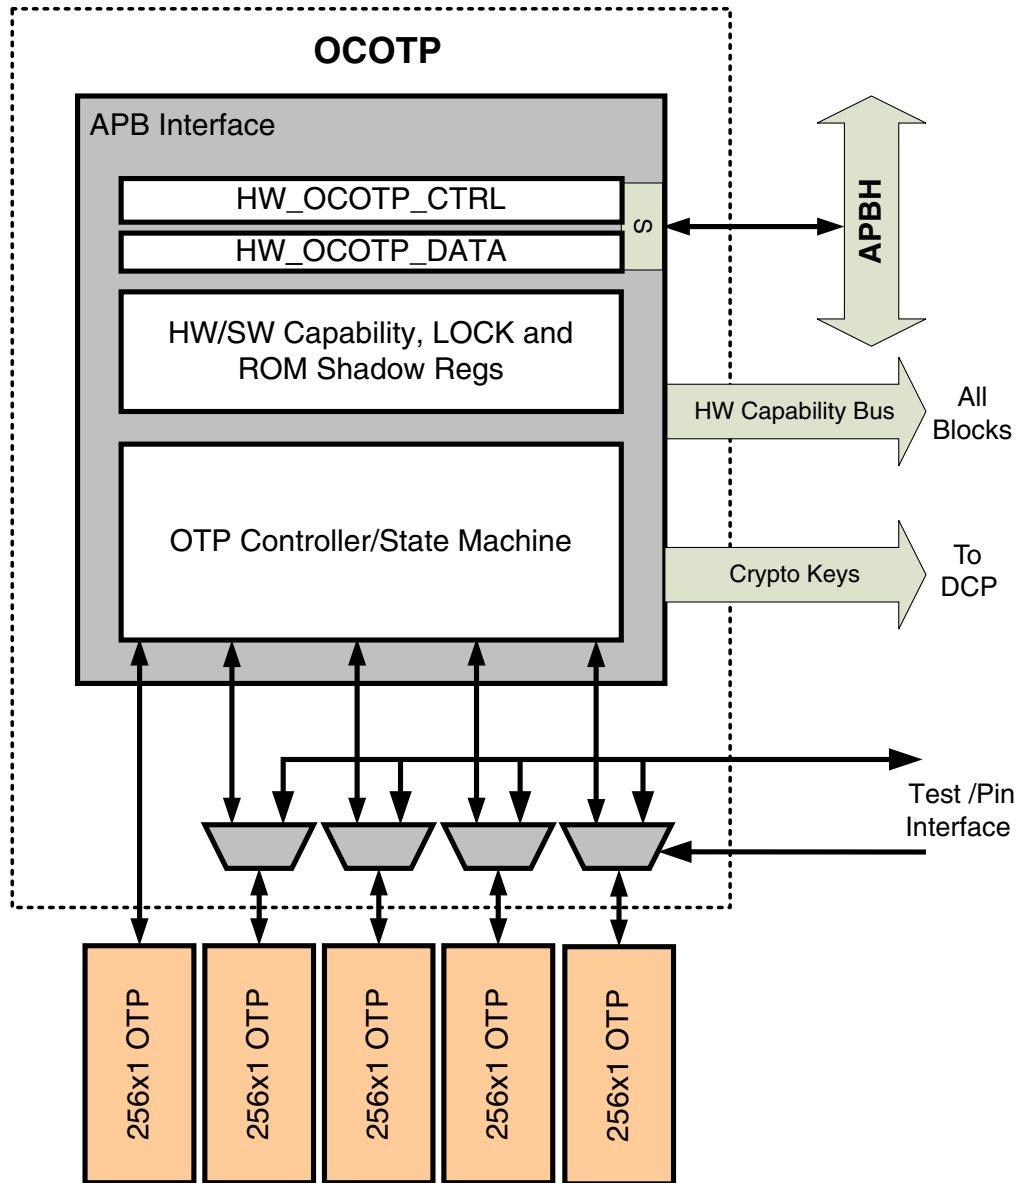 OCOTP
APB Interface
HW_OCOTP_CTRL
HW_OCOTP_DATA
S
APBH
HW/SW Capability, LOCK and
ROM Shadow Regs
HW Capability Bus
All
Blocks
OTP Controller/State Machine
Crypto Keys
To
DCP
Test /Pin
Interface
256x1 OTP
256x1 OTP
256x1 OTP
256x1 OTP
256x1 OTP